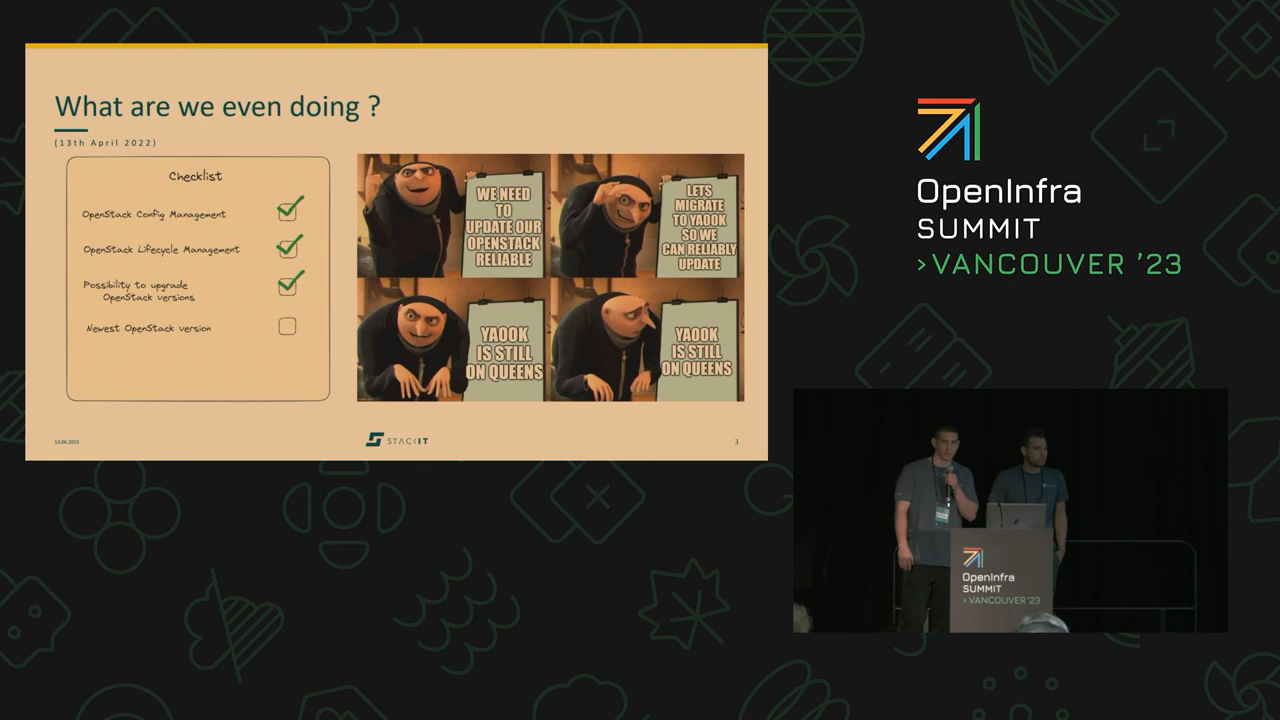 What are we even doing ?
(13th April 2022)
Checklist
OpenStack Config Management
OpenStack Lifecycle Management
Possibility to upgrade
OpenStack versions
Newest OpenStack version
WE NEED
TO
UPDATE OUR
OPENSTACK
RELIABLE
LETS
MIGRATE
TO YAOOK
SO WE
CAN RELIABLY
UPDATE
YAOOK
IS STILL
ON QUEENS
YAOOK
IS STILL
ON QUEENS
13.06.2023
STACKIT
3
OpenInfra
SUMMIT
>VANCOUVER '23
OpenInfra
SUMMIT
>VANCOUVER '23